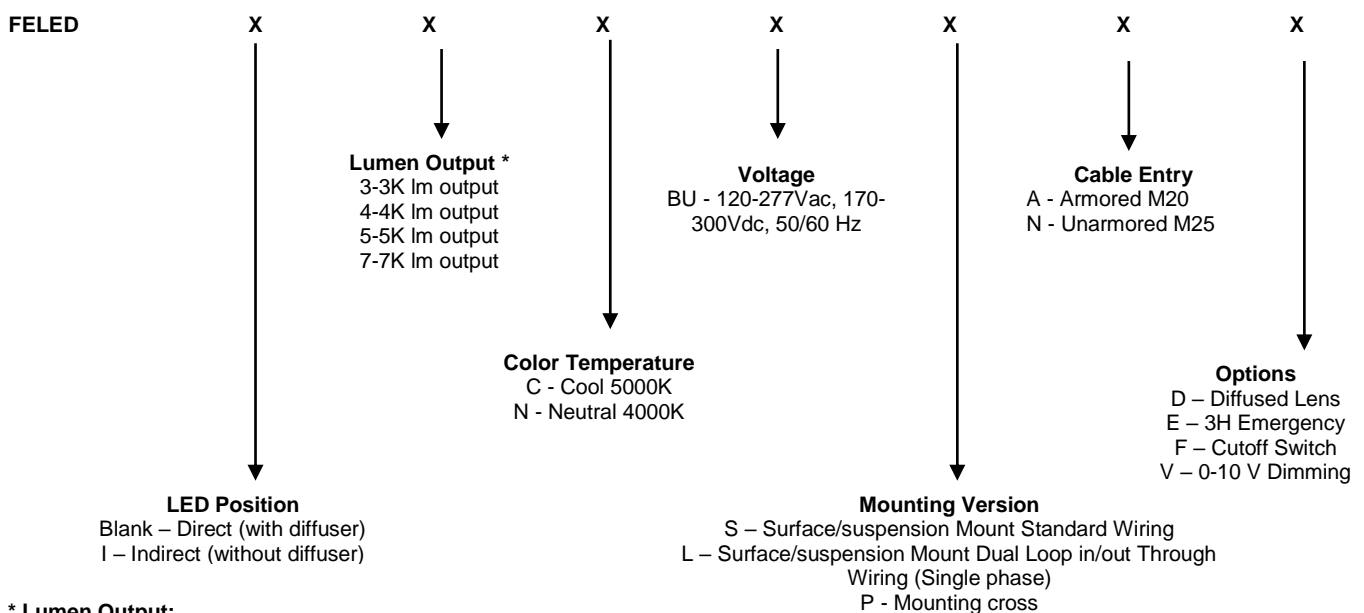 FELED X X X X X X X
Lumen Output *
3-3K lm output
4-4K lm output
5-5K lm output
7-7K lm output
Voltage
BU - 120-277Vac, 170-
300Vdc, 50/60 Hz
Cable Entry
A - Armored M20
N - Unarmored M25
Color Temperature
C - Cool 5000K
N - Neutral 4000K
Options
D – Diffused Lens
E – 3H Emergency
F – Cutoff Switch
V – 0-10 V Dimming
LED Position
Blank – Direct (with diffuser)
I – Indirect (without diffuser)
Mounting Version
S – Surface/suspension Mount Standard Wiring
L – Surface/suspension Mount Dual Loop in/out Through
Wiring (Single phase)
P - Mounting cross
* Lumen Output: